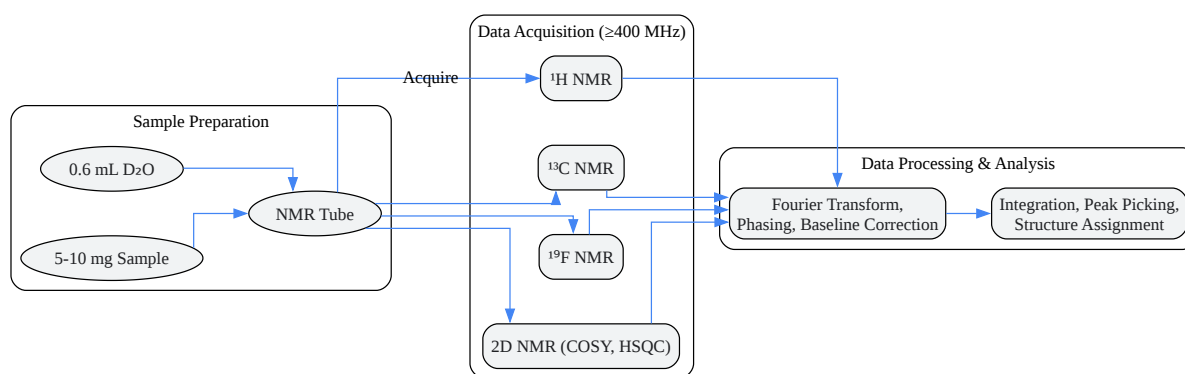 Sample Preparation
0.6 mL D₂O
5-10 mg Sample
NMR Tube
Acquire
Data Acquisition (≥400 MHz)
¹H NMR
¹³C NMR
¹⁹F NMR
2D NMR (COSY, HSQC)
Data Processing & Analysis
Fourier Transform,
Phasing, Baseline Correction
Integration, Peak Picking,
Structure Assignment